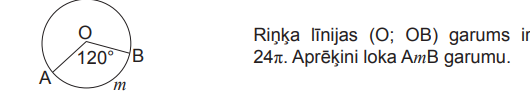 O
120°
B
A
m
Riņķa līnijas (O; OB) garums ir
24π. Aprēķini loka AmB garumu.